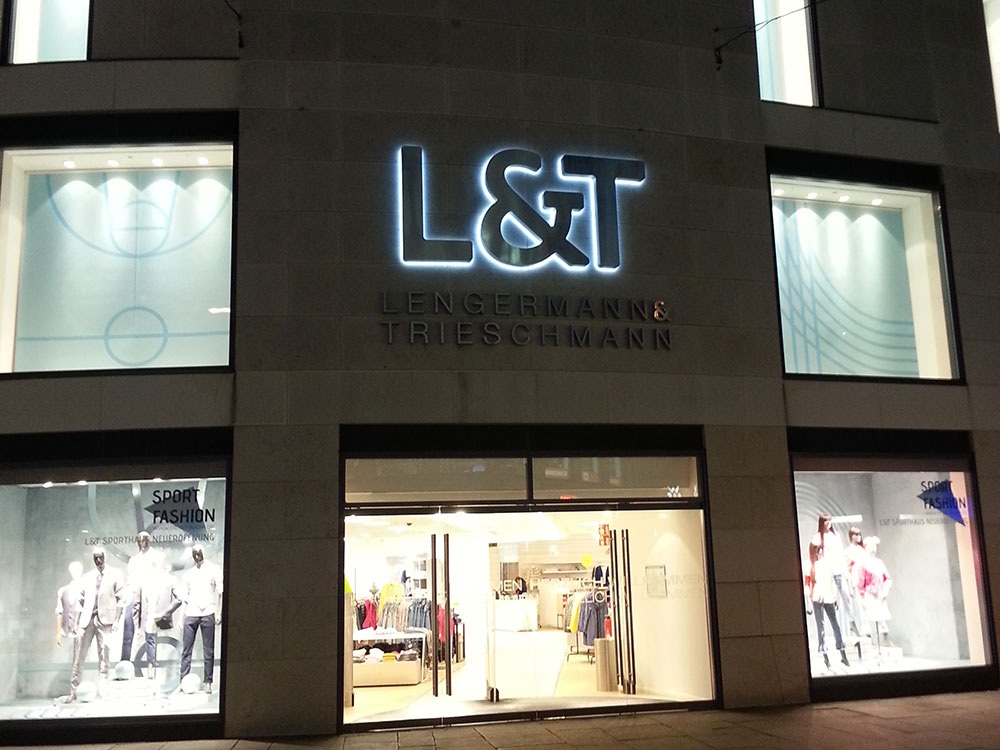 L&T
LENGERMANN&
TRIESCHMANN
SPORT
FASHION
L&T SPORTHAUS NEUERÖFFNUNG
SPORT
FASHION
L&T SPORTHAUS NEUERÖFFNUNG